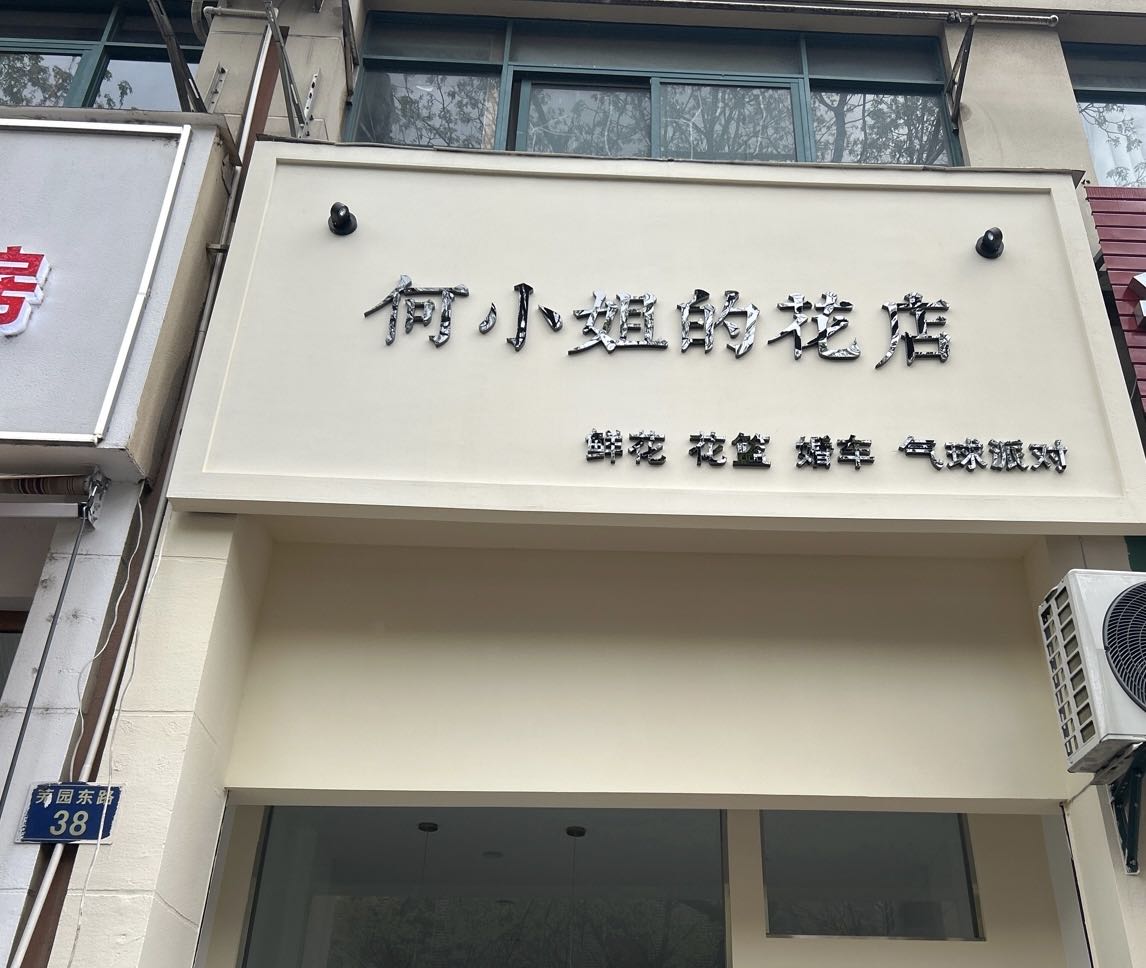 何小姐的花店
鲜花 花篮 婚车 气球派对
房
园东路
38